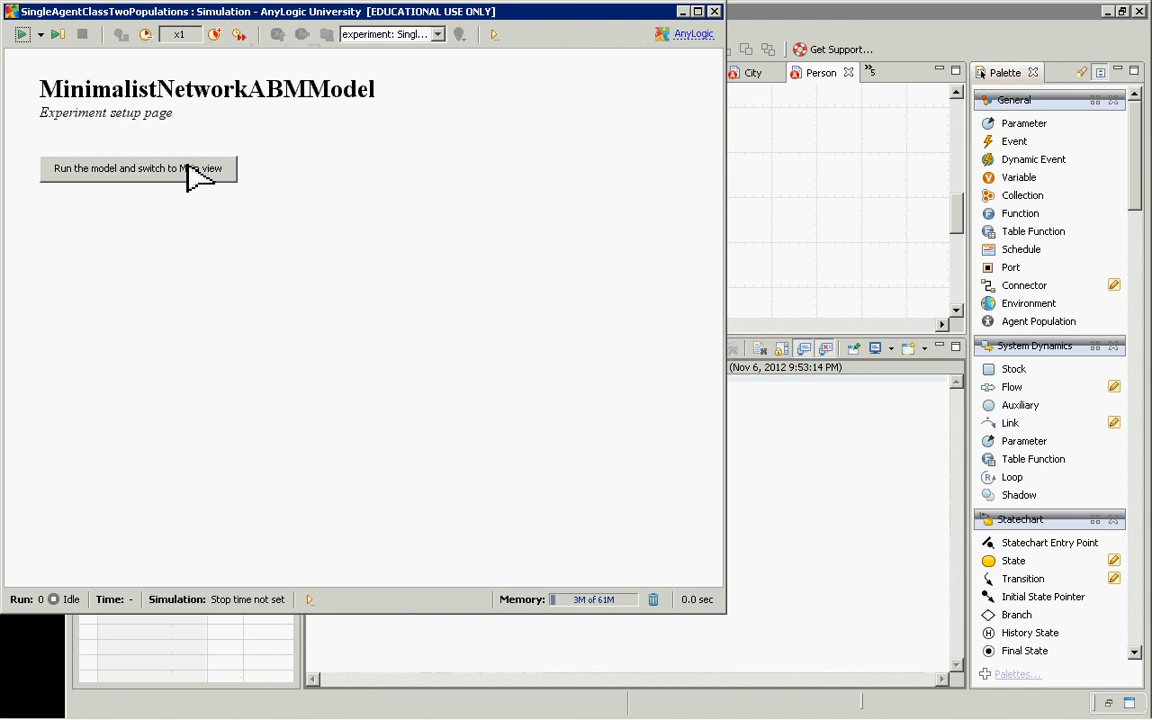 SingleAgentClassTwoPopulations : Simulation - AnyLogic University [EDUCATIONAL USE ONLY]
x1
experiment: Singl...
AnyLogic
MinimalistNetworkABMModel
Experiment setup page
Run the model and switch to view
Run: 0 Idle Time: - Simulation: Stop time not set Memory: 3M of 61M 0.0 sec
Get Support...
City
Person
5
(Nov 6, 2012 9:53:14 PM)
Palette
General
Parameter
Event
Dynamic Event
Variable
Collection
Function
Table Function
Schedule
Port
Connector
Environment
Agent Population
System Dynamics
Stock
Flow
Auxiliary
Link
Parameter
Table Function
Loop
Shadow
Statechart
Statechart Entry Point
State
Transition
Initial State Pointer
Branch
History State
Final State
Palettes...